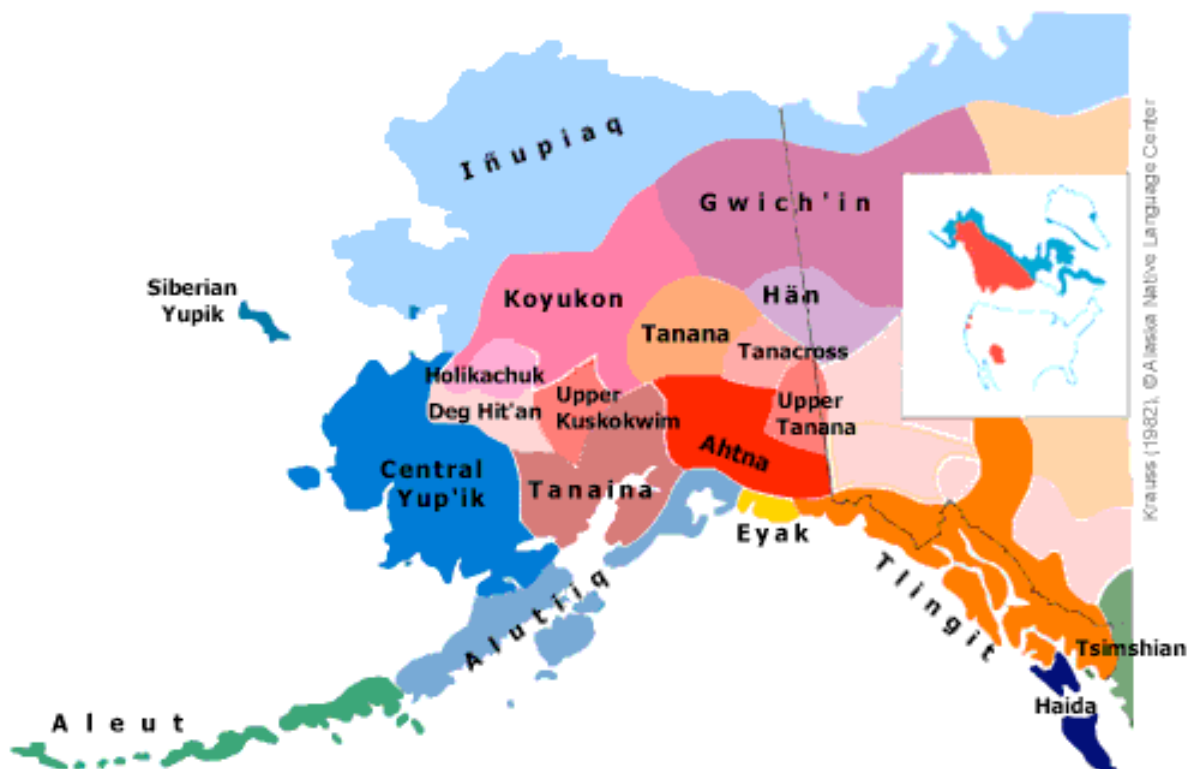 Iñupiaq
Gwich'in
Siberian
Yupik
Koyukon
Hän
Tanana
Tanacross
Holikachuk
Deg Hit'an
Upper
Kuskokwim
Upper
Tanana
Ahtna
Central
Yup'ik
Tanaina
Eyak
Alutiiq
Tlingit
Tsimshian
Haida
Aleut
Krauss (1982), © Alaska Native Language Center